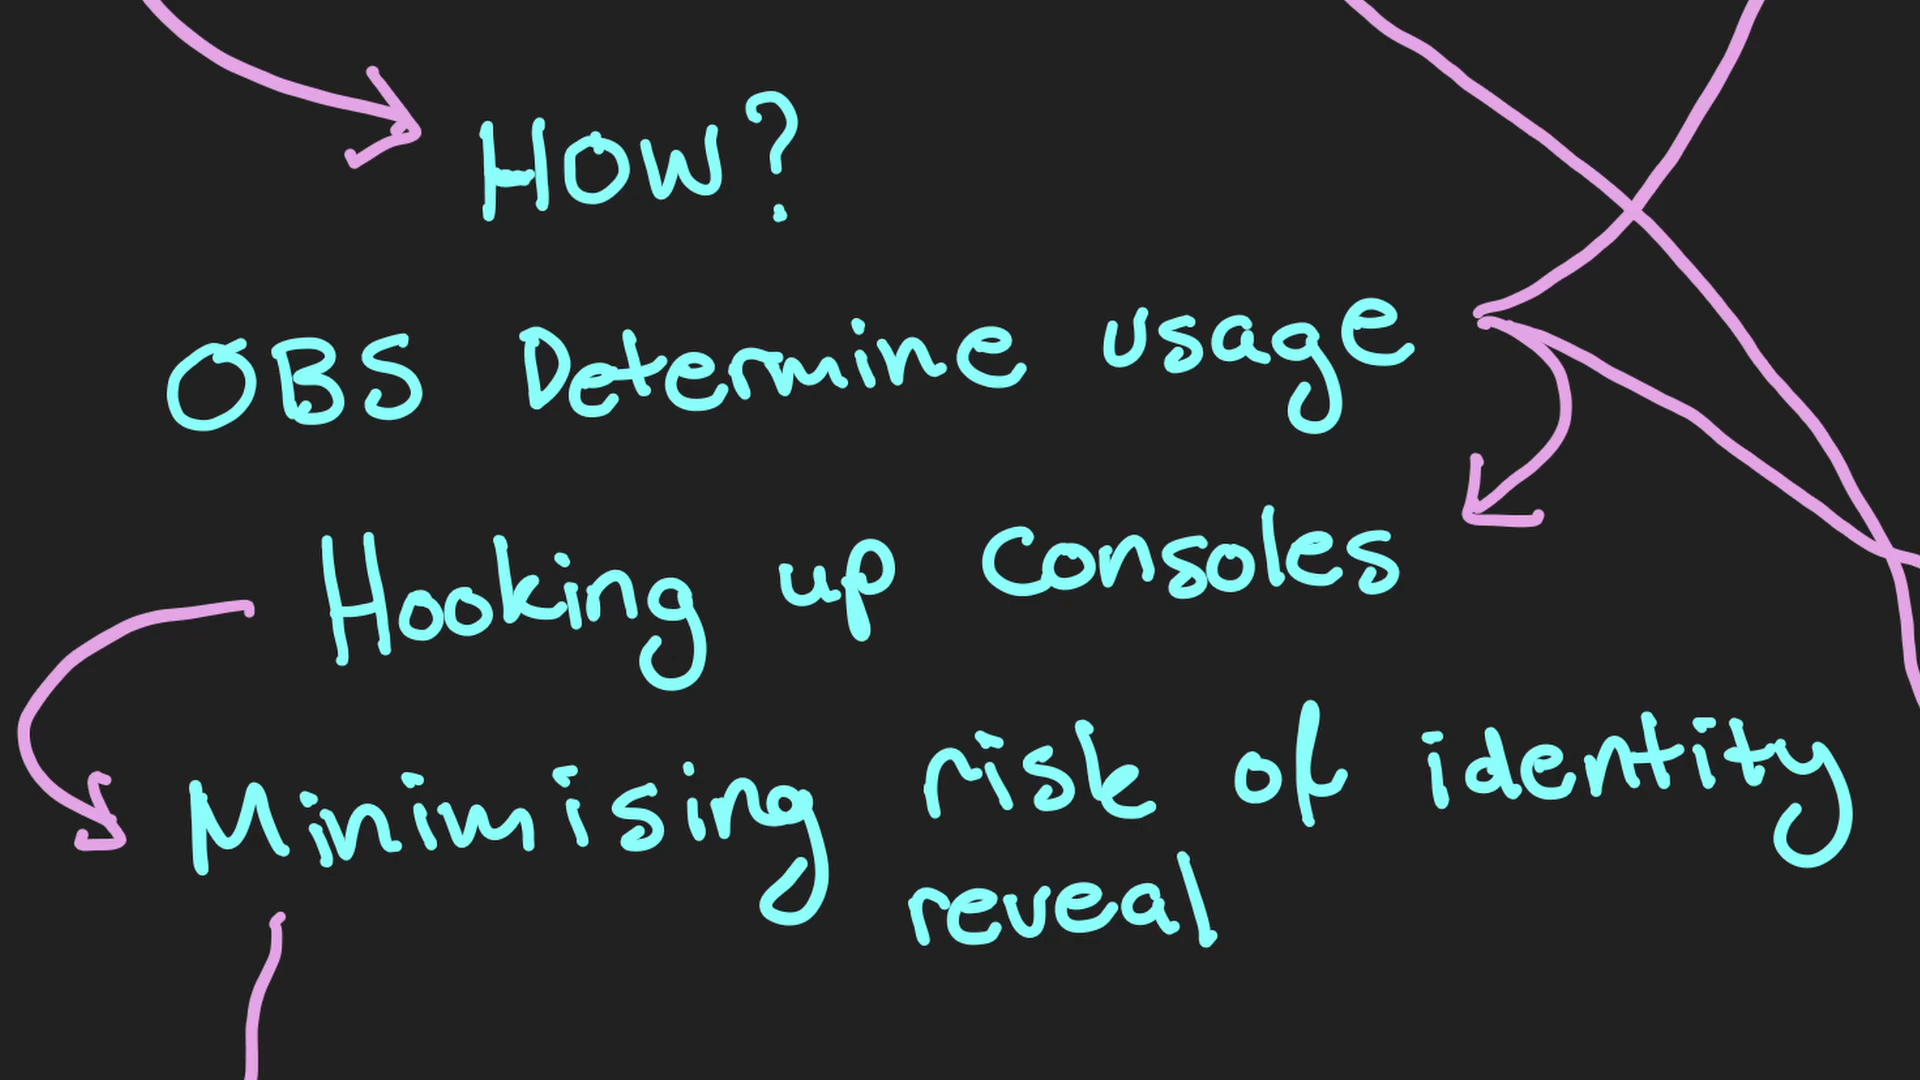 How?
OBS Determine usage
Hooking up Consoles
Minimising risk of identity
reveal